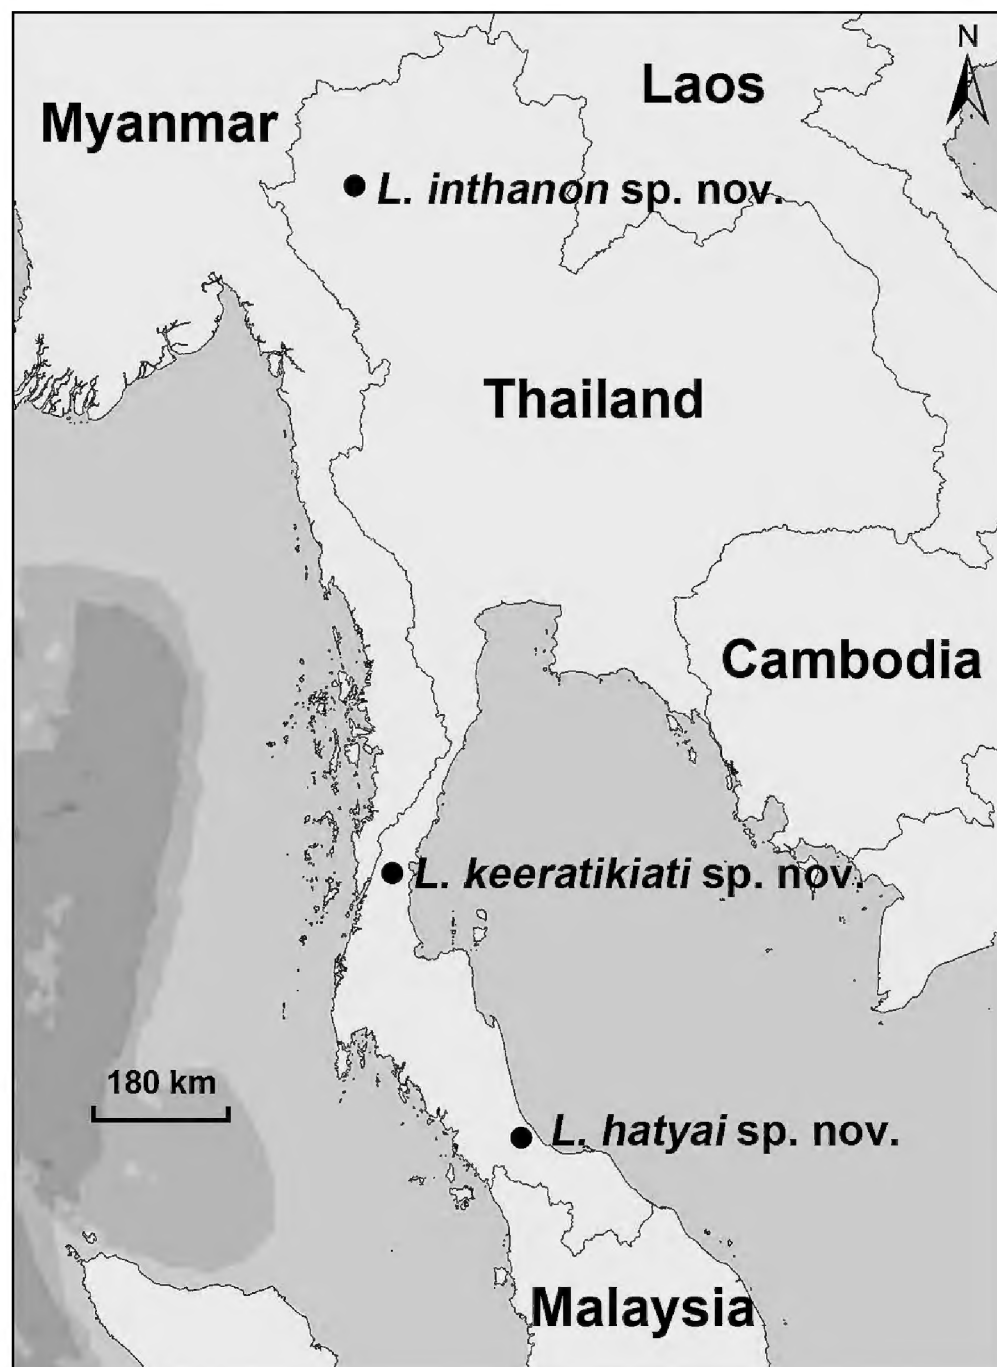 N
Laos
Myanmar
L. inthanon sp. nov.
Thailand
Cambodia
L. keeratikiati sp. nov.
180 km
L. hatyai sp. nov.
Malaysia